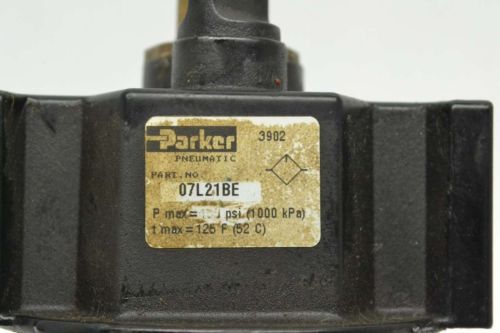 Parker
3902
PNEUMATIC
PART.NO
07L21BE
P max = psi (1000 kPa)
t max = 125 F (52 C)